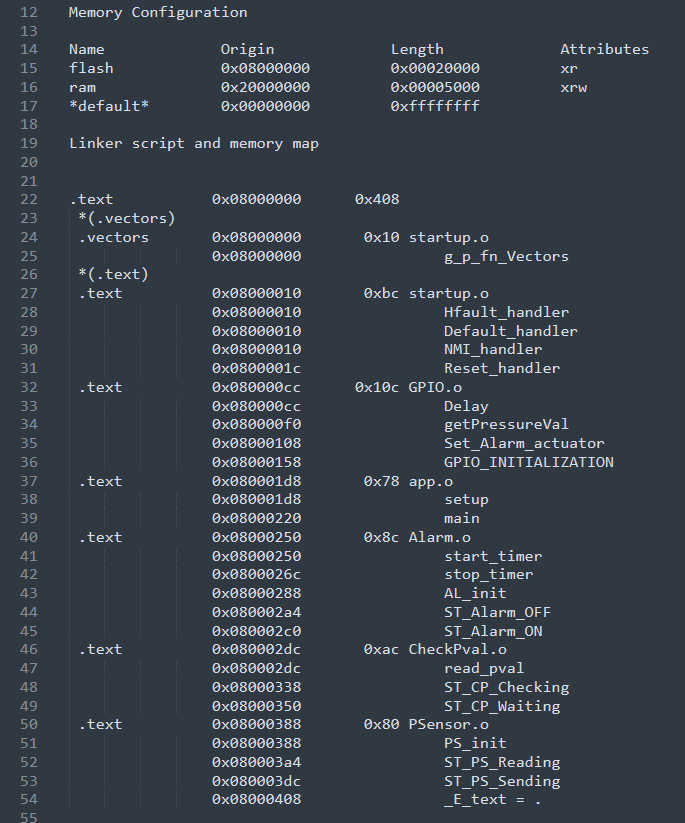 12 Memory Configuration
13
14 Name Origin Length Attributes
15 flash 0x08000000 0x00020000 xr
16 ram 0x20000000 0x00005000 xrw
17 *default* 0x00000000 0xffffffff
18
19 Linker script and memory map
20
21
22 .text 0x08000000 0x408
23 *(.vectors)
24 .vectors 0x08000000 0x10 startup.o
25 0x08000000 g_p_fn_Vectors
26 *(.text)
27 .text 0x08000010 0xbc startup.o
28 0x08000010 Hfault_handler
29 0x08000010 Default_handler
30 0x08000010 NMI_handler
31 0x0800001c Reset_handler
32 .text 0x080000cc 0x10c GPIO.o
33 0x080000cc Delay
34 0x080000f0 getPressureVal
35 0x08000108 Set_Alarm_actuator
36 0x08000158 GPIO_INITIALIZATION
37 .text 0x080001d8 0x78 app.o
38 0x080001d8 setup
39 0x08000220 main
40 .text 0x08000250 0x8c Alarm.o
41 0x08000250 start_timer
42 0x0800026c stop_timer
43 0x08000288 AL_init
44 0x080002a4 ST_Alarm_OFF
45 0x080002c0 ST_Alarm_ON
46 .text 0x080002dc 0xac CheckPval.o
47 0x080002dc read_pval
48 0x08000338 ST_CP_Checking
49 0x08000350 ST_CP_Waiting
50 .text 0x08000388 0x80 PSensor.o
51 0x08000388 PS_init
52 0x080003a4 ST_PS_Reading
53 0x080003dc ST_PS_Sending
54 0x08000408 _E_text = .
55